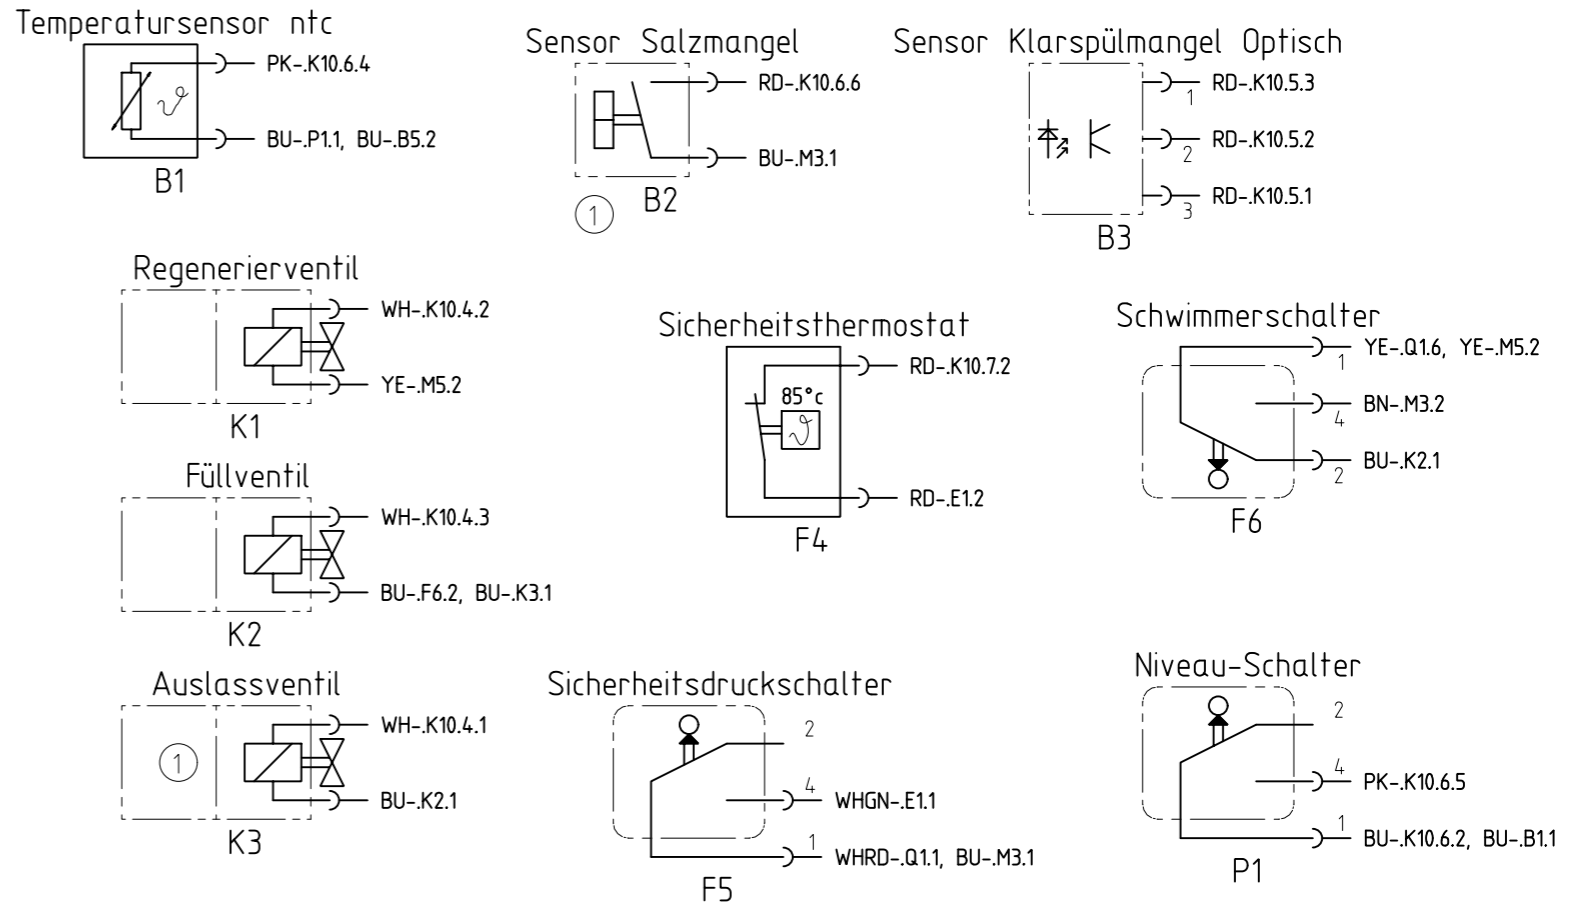 Temperatursensor ntc
PK-.K10.6.4
BU-.P1.1, BU-.B5.2
B1
Sensor Salzmangel
RD-.K10.6.6
BU-.M3.1
B2
1
Sensor Klarspülmangel Optisch
1 RD-.K10.5.3
2 RD-.K10.5.2
3 RD-.K10.5.1
B3
Regenerierventil
WH-.K10.4.2
YE-.M5.2
K1
Sicherheitsthermostat
RD-.K10.7.2
85°c
RD-.E1.2
F4
Schwimmerschalter
1 YE-.Q1.6, YE-.M5.2
4 BN-.M3.2
2 BU-.K2.1
F6
Füllventil
WH-.K10.4.3
BU-.F6.2, BU-.K3.1
K2
Auslassventil
WH-.K10.4.1
1
BU-.K2.1
K3
Sicherheitsdruckschalter
2
4 WHGN-.E1.1
1 WHRD-.Q1.1, BU-.M3.1
F5
Niveau-Schalter
2
4 PK-.K10.6.5
1 BU-.K10.6.2, BU-.B1.1
P1